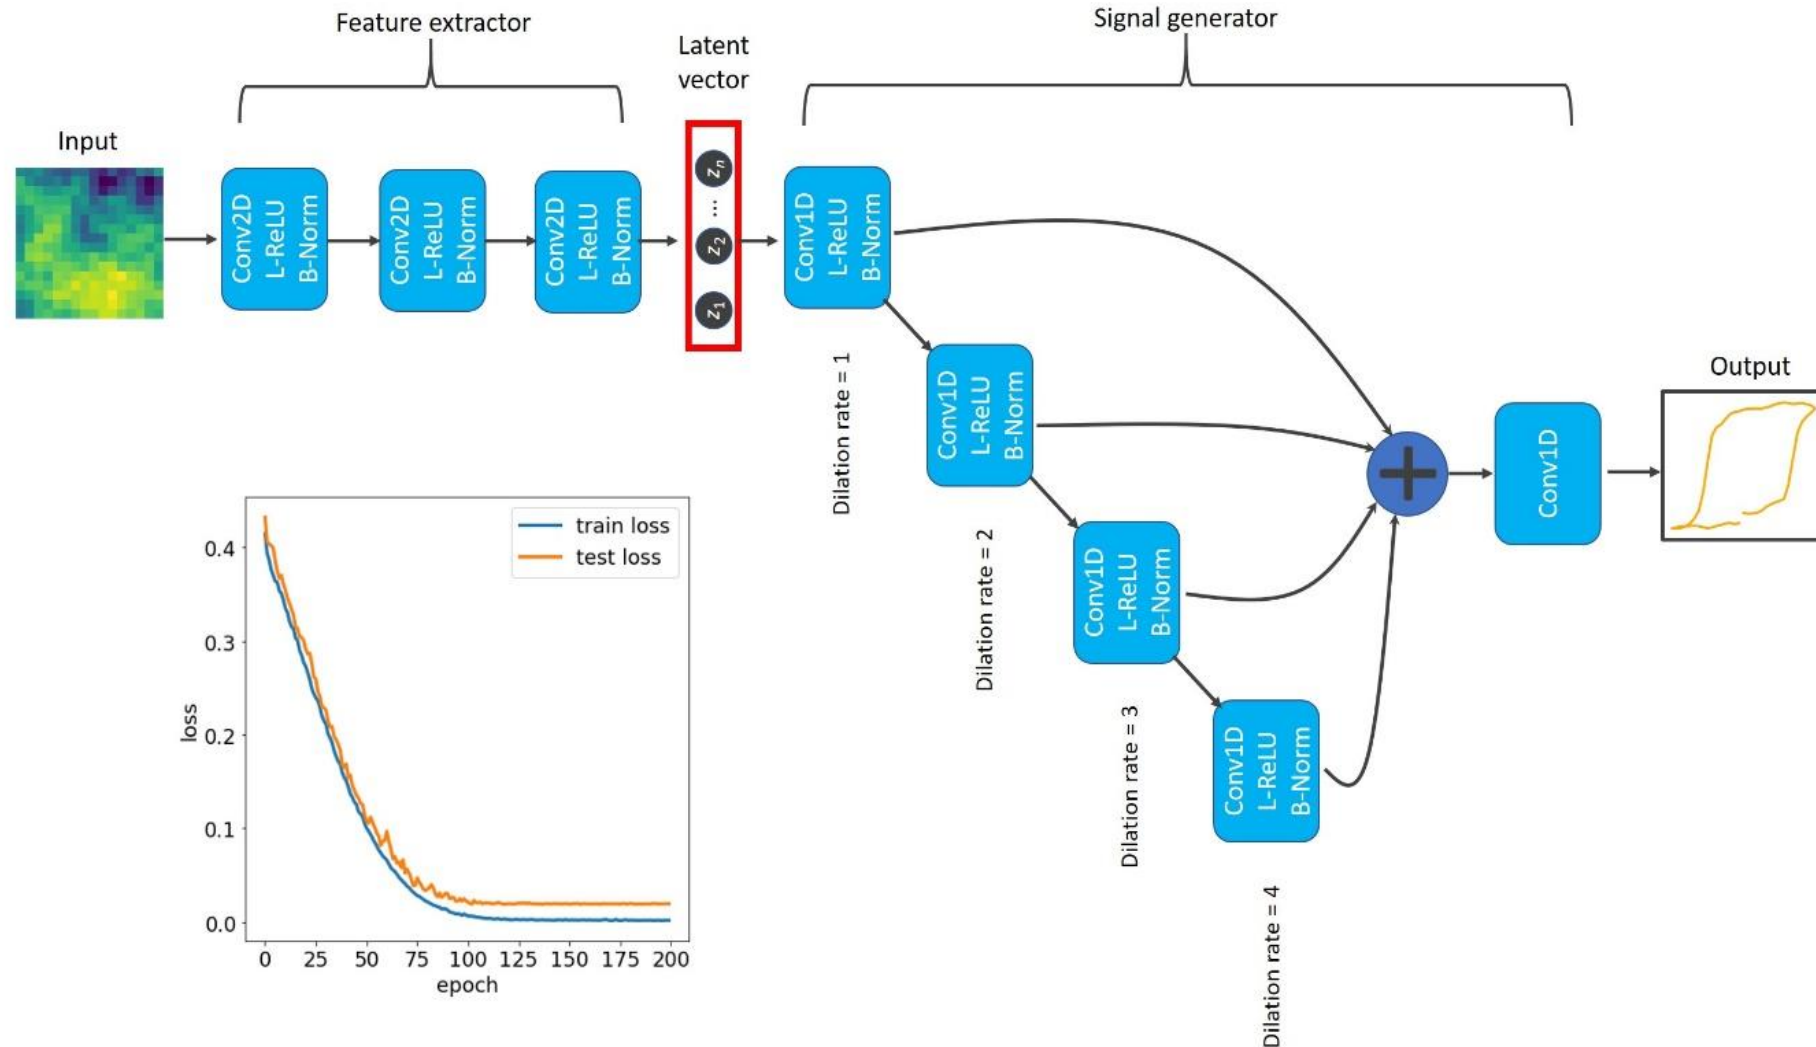 Feature extractor
Signal generator
Latent
vector
Input
Conv2D
L-ReLU
B-Norm
Conv2D
L-ReLU
B-Norm
Conv2D
L-ReLU
B-Norm
zn
...
z2
z1
Conv1D
L-ReLU
B-Norm
Dilation rate = 1
Conv1D
L-ReLU
B-Norm
Dilation rate = 2
Conv1D
L-ReLU
B-Norm
Dilation rate = 3
Conv1D
L-ReLU
B-Norm
Dilation rate = 4
+
Conv1D
Output
train loss
test loss
loss
0.4
0.3
0.2
0.1
0.0
0 25 50 75 100 125 150 175 200
epoch